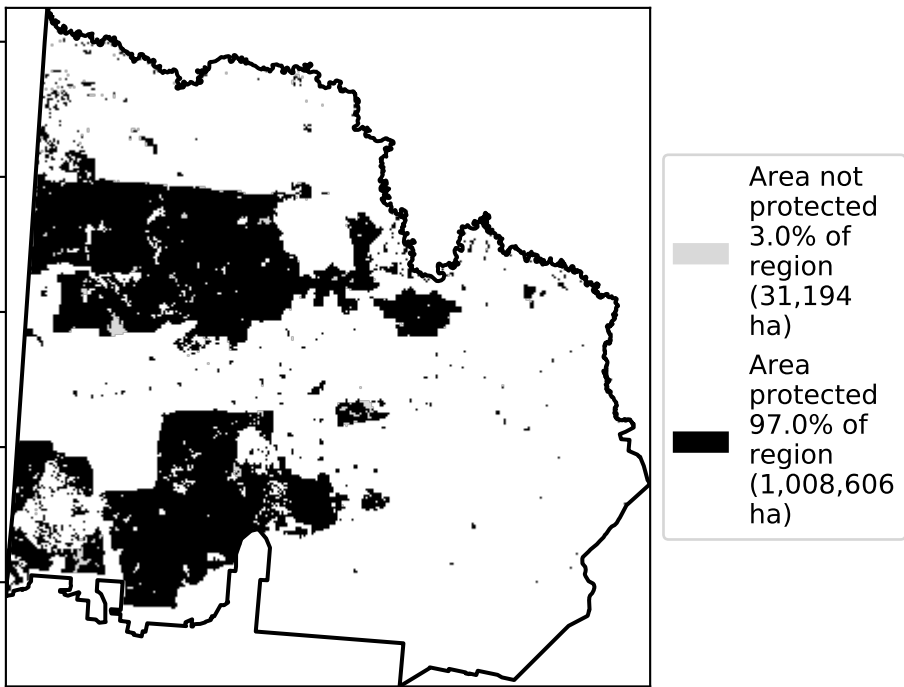 Area not
protected
3.0% of
region
(31,194
ha)
Area
protected
97.0% of
region
(1,008,606
ha)